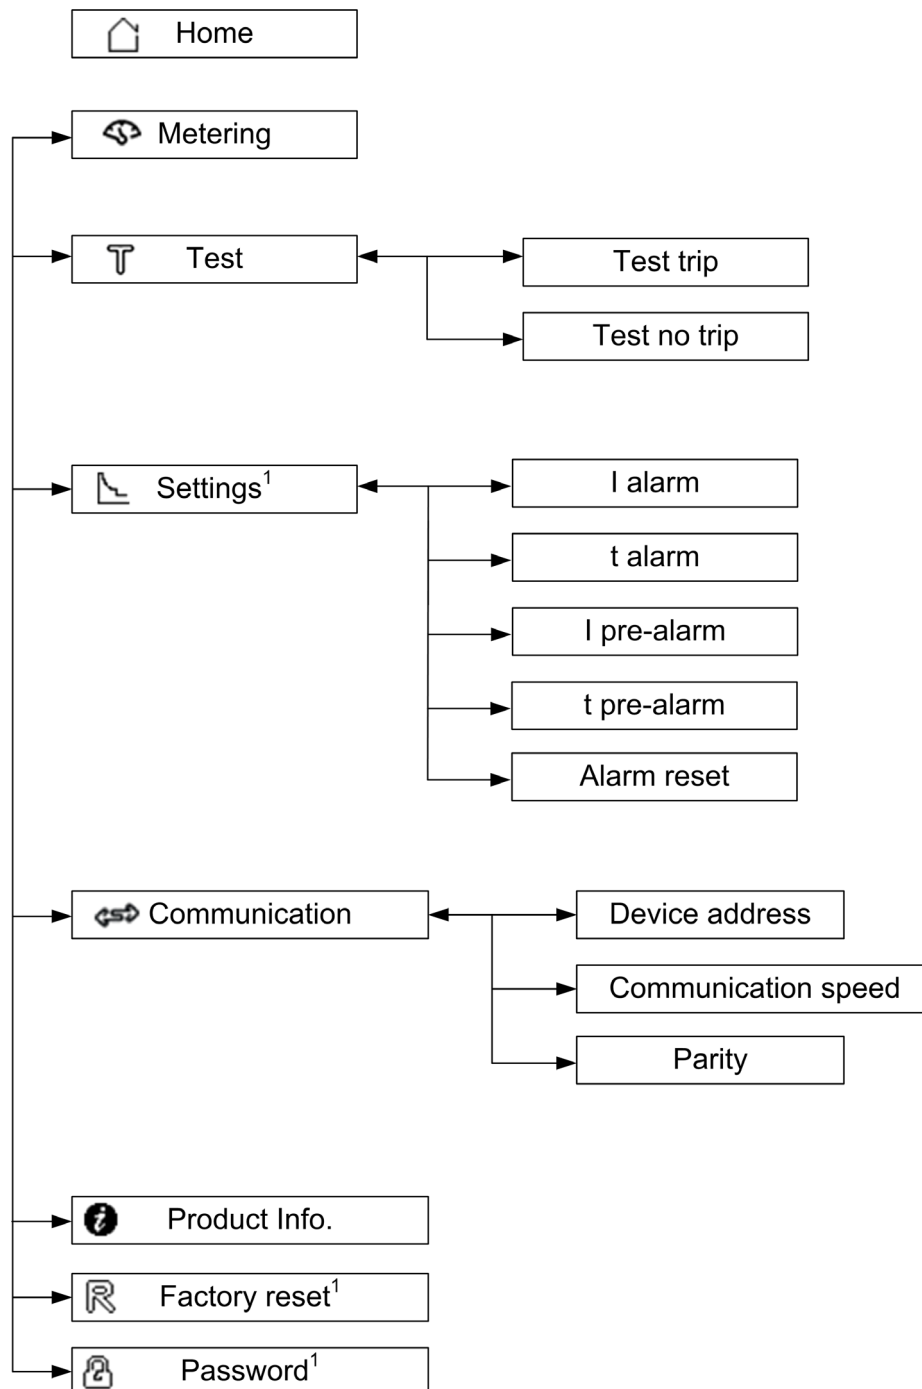 Home
Metering
Test
Test trip
Test no trip
Settings¹
I alarm
t alarm
I pre-alarm
t pre-alarm
Alarm reset
Communication
Device address
Communication speed
Parity
Product Info.
Factory reset¹
Password¹